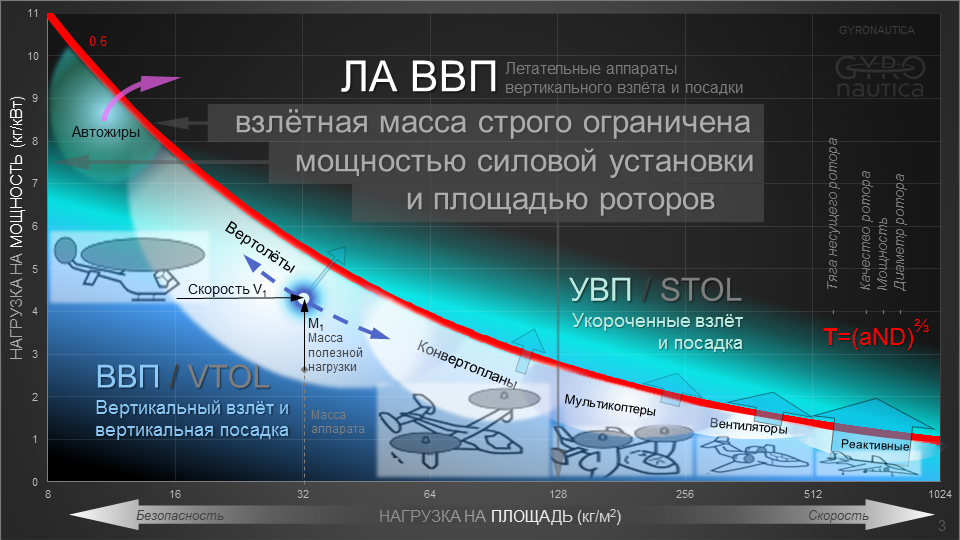 GYRONAUTICA
GYRO
nautica
ЛА ВВП
Летательные аппараты
вертикального взлёта и посадки
взлётная масса строго ограничена
мощностью силовой установки
и площадью роторов
НАГРУЗКА НА МОЩНОСТЬ (кг/кВт)
11
10
9
8
7
6
5
4
3
2
1
0
0.6
Автожиры
Вертолёты
Скорость V₁
M₁
Масса
полезной
нагрузки
Масса
аппарата
Конвертопланы
Мультикоптеры
Вентиляторы
Реактивные
ВВП / VTOL
Вертикальный взлёт и
вертикальная посадка
УВП / STOL
Укороченные взлёт
и посадка
Тяга несущего ротора
Качество ротора
Мощность
Диаметр ротора
T=(aND)⅔
8
16
32
64
128
256
512
1024
Безопасность
НАГРУЗКА НА ПЛОЩАДЬ (кг/м²)
Скорость
3